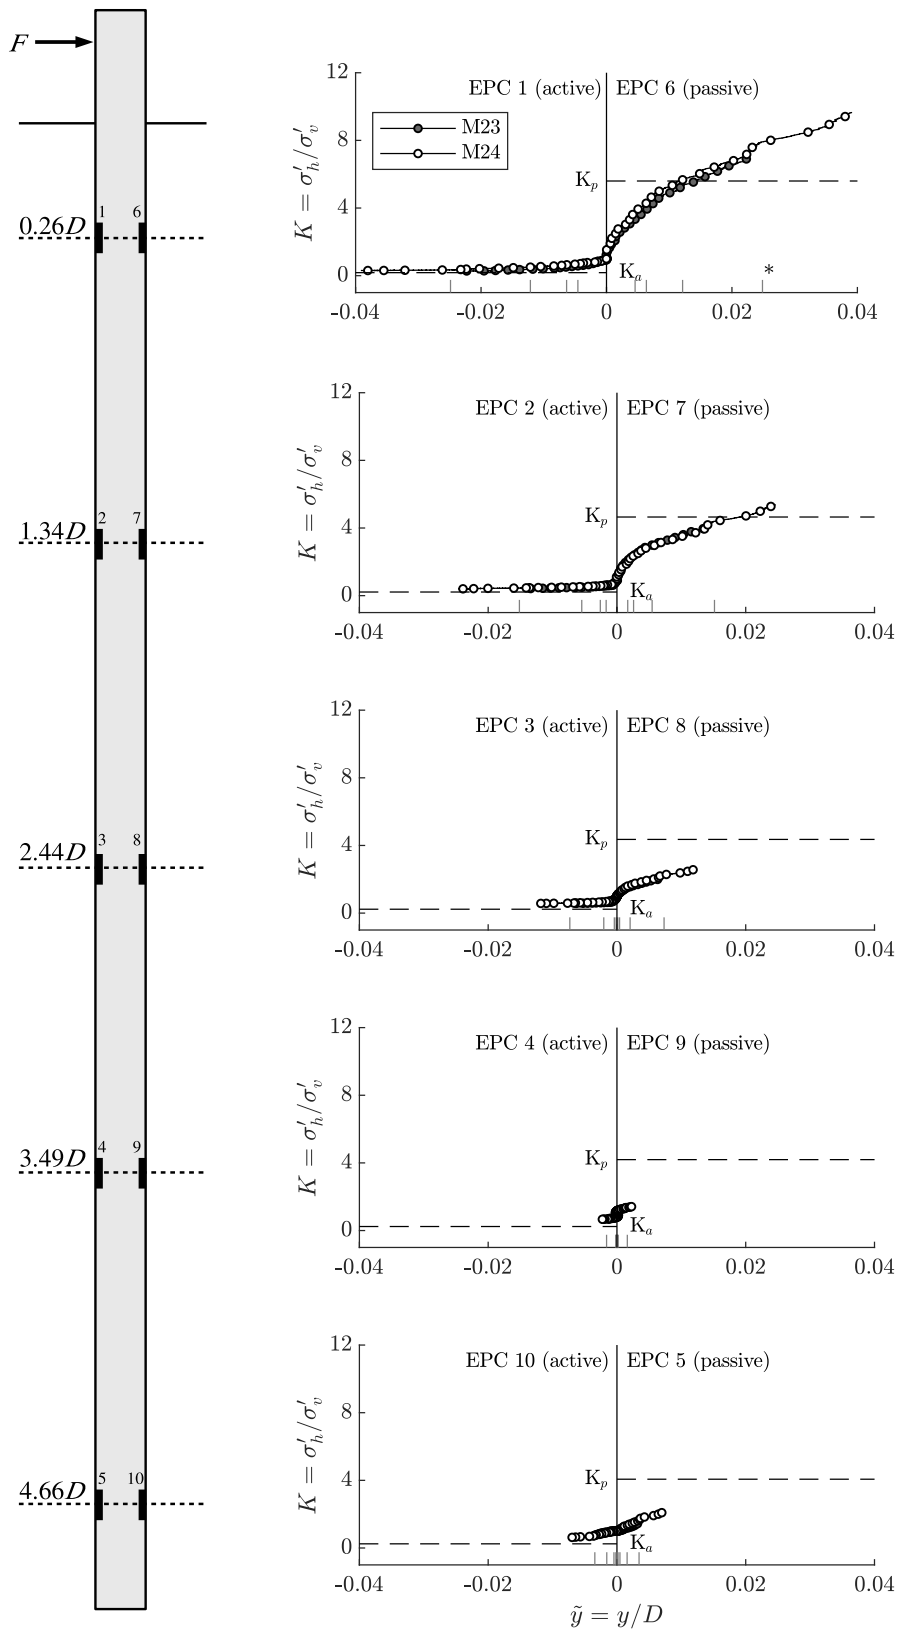 F
0.26D
1 6
1.34D
2 7
2.44D
3 8
3.49D
4 9
4.66D
5 10
EPC 1 (active) EPC 6 (passive)
M23
M24
K = σ′h/σ′v
12
8
4
0
Kp
Ka
*
-0.04 -0.02 0 0.02 0.04
EPC 2 (active) EPC 7 (passive)
K = σ′h/σ′v
12
8
4
0
Kp
Ka
-0.04 -0.02 0 0.02 0.04
EPC 3 (active) EPC 8 (passive)
K = σ′h/σ′v
12
8
4
0
Kp
Ka
-0.04 -0.02 0 0.02 0.04
EPC 4 (active) EPC 9 (passive)
K = σ′h/σ′v
12
8
4
0
Kp
Ka
-0.04 -0.02 0 0.02 0.04
EPC 10 (active) EPC 5 (passive)
K = σ′h/σ′v
12
8
4
0
Kp
Ka
-0.04 -0.02 0 0.02 0.04
ỹ = y/D